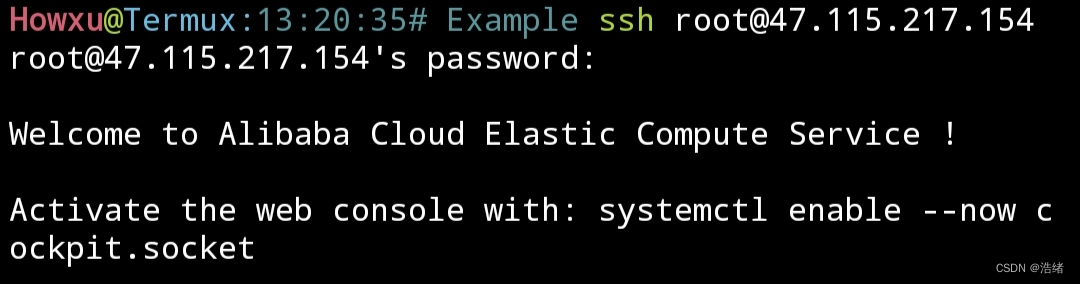 Howxu@Termux:13:20:35# Example ssh root@47.115.217.154
root@47.115.217.154's password:
Welcome to Alibaba Cloud Elastic Compute Service !
Activate the web console with: systemctl enable --now c
ockpit.socket
CSDN @浩绪